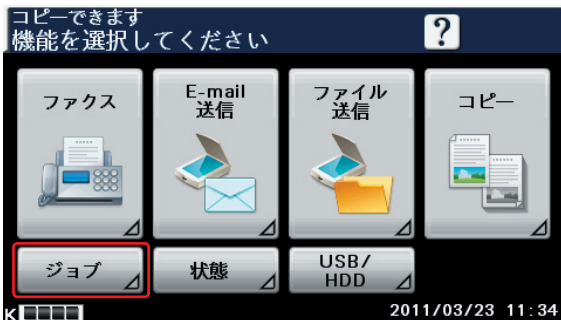 コピーできます
機能を選択してください
?
ファクス
E-mail
送信
ファイル
送信
コピー
ジョブ
状態
USB/
HDD
K
2011/03/23 11:34